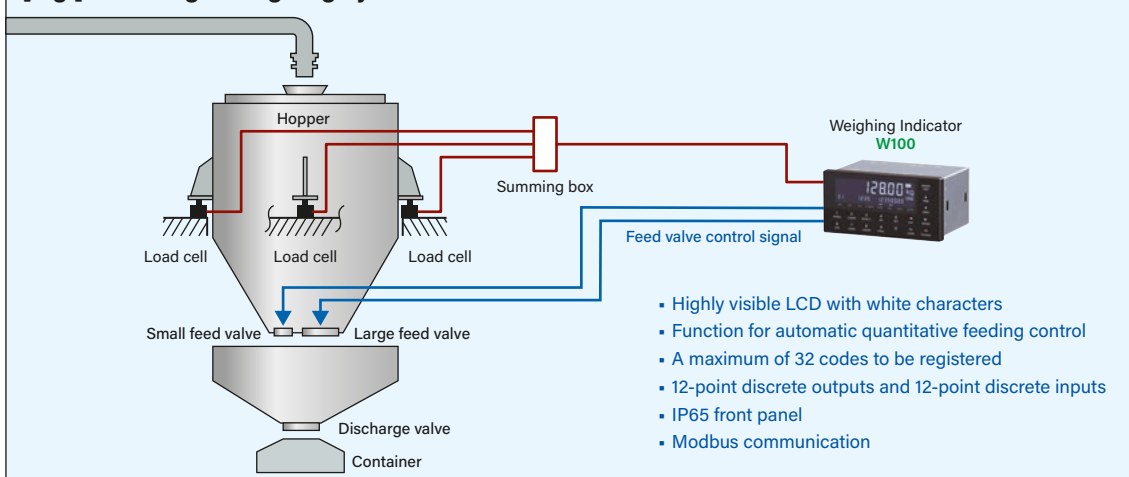 Hopper
Weighing Indicator
W100
Summing box
128.00
Feed valve control signal
Load cell
Load cell
Load cell
Small feed valve
Large feed valve
▪ Highly visible LCD with white characters
▪ Function for automatic quantitative feeding control
▪ A maximum of 32 codes to be registered
▪ 12-point discrete outputs and 12-point discrete inputs
▪ IP65 front panel
▪ Modbus communication
Discharge valve
Container